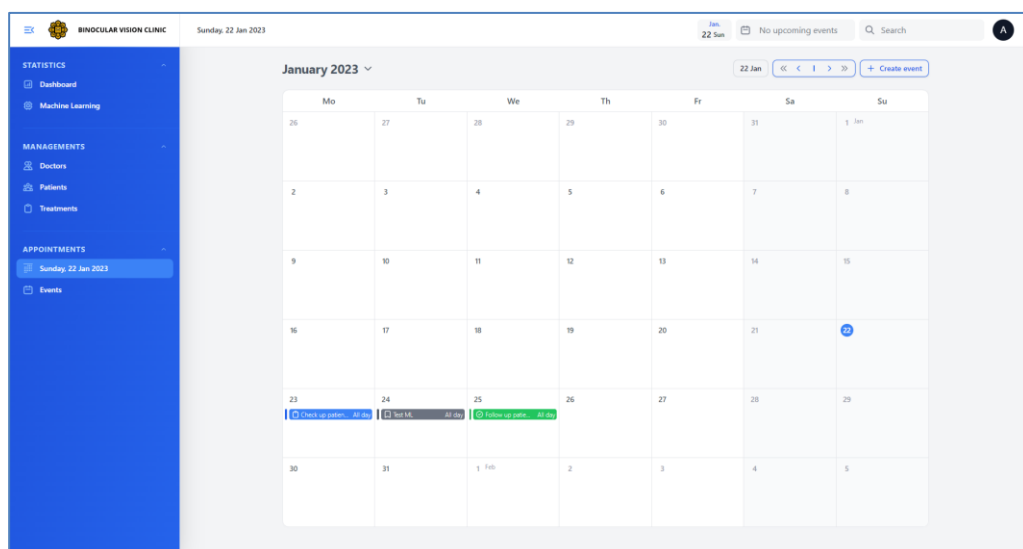 BINOCULAR VISION CLINIC
Sunday, 22 Jan 2023
Jan.
22 Sun
No upcoming events
Search
A
STATISTICS
Dashboard
Machine Learning
MANAGEMENTS
Doctors
Patients
Treatments
APPOINTMENTS
Sunday, 22 Jan 2023
Events
January 2023
22 Jan
+ Create event
Mo Tu We Th Fr Sa Su
26 27 28 29 30 31 1 Jan
2 3 4 5 6 7 8
9 10 11 12 13 14 15
16 17 18 19 20 21 22
23 24 25 26 27 28 29
Check up patien... All day Test ML All day Follow up patie... All day
30 31 1 Feb 2 3 4 5